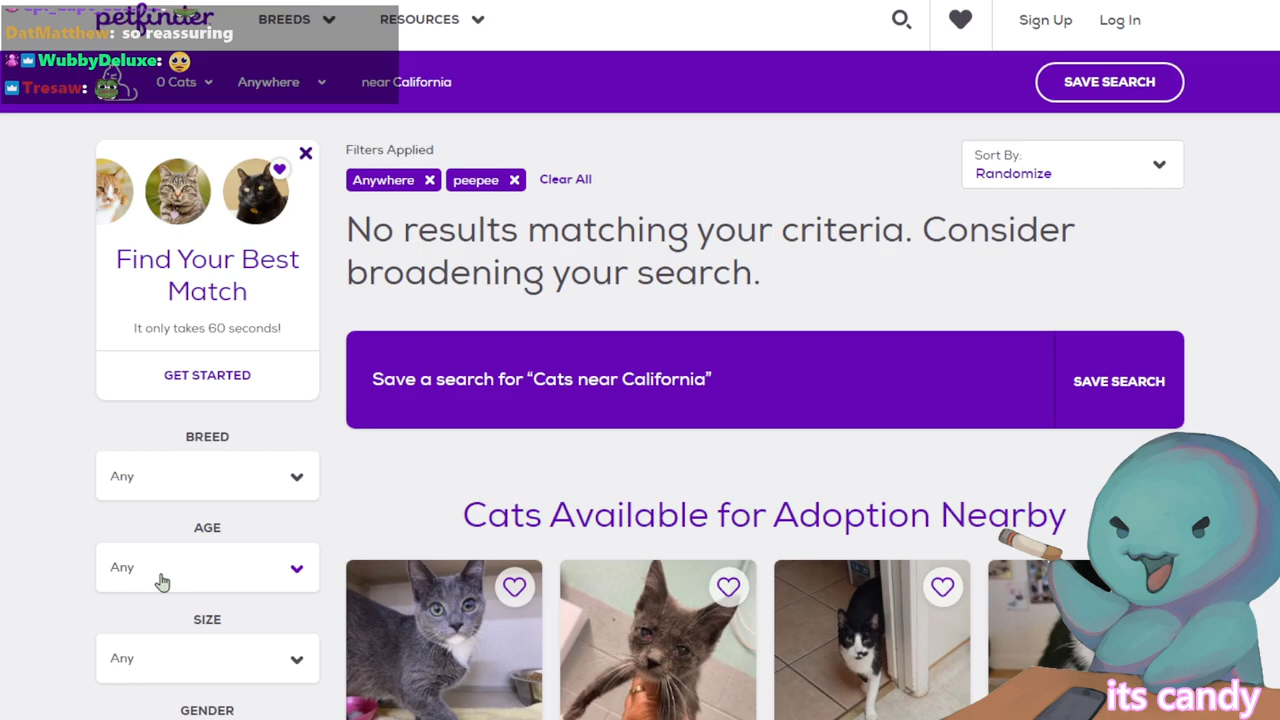 petfinder
BREEDS
RESOURCES
Sign Up
Log In
DatMatthew: so reassuring
WubbyDeluxe:
Tresaw:
0 Cats
Anywhere
near California
SAVE SEARCH
Filters Applied
Anywhere
peepee
Clear All
Sort By:
Randomize
No results matching your criteria. Consider
broadening your search.
Find Your Best
Match
It only takes 60 seconds!
GET STARTED
Save a search for “Cats near California”
SAVE SEARCH
BREED
Any
AGE
Any
SIZE
Any
GENDER
Cats Available for Adoption Nearby
its candy